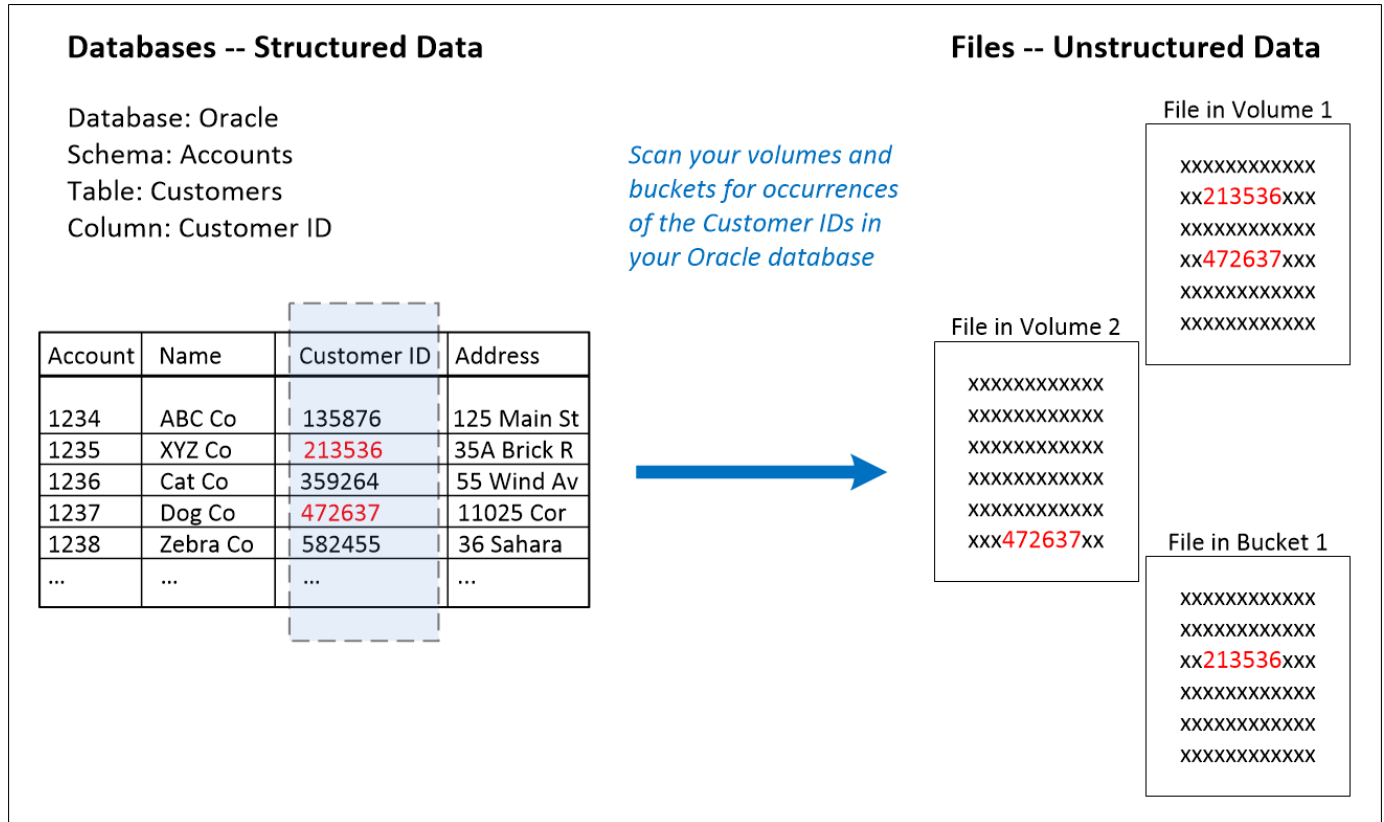 Databases -- Structured Data
Database: Oracle
Schema: Accounts
Table: Customers
Column: Customer ID
Scan your volumes and
buckets for occurrences
of the Customer IDs in
your Oracle database
Account Name Customer ID Address
1234 ABC Co 135876 125 Main St
1235 XYZ Co 213536 35A Brick R
1236 Cat Co 359264 55 Wind Av
1237 Dog Co 472637 11025 Cor
1238 Zebra Co 582455 36 Sahara
... ... ... ...
Files -- Unstructured Data
File in Volume 1
xxxxxxxxxxxx
xx213536xxx
xxxxxxxxxxxx
xx472637xxx
xxxxxxxxxxxx
xxxxxxxxxxxx
File in Volume 2
xxxxxxxxxxxx
xxxxxxxxxxxx
xxxxxxxxxxxx
xxxxxxxxxxxx
xxxxxxxxxxxx
xxx472637xx
File in Bucket 1
xxxxxxxxxxxx
xxxxxxxxxxxx
xx213536xxx
xxxxxxxxxxxx
xxxxxxxxxxxx
xxxxxxxxxxxx